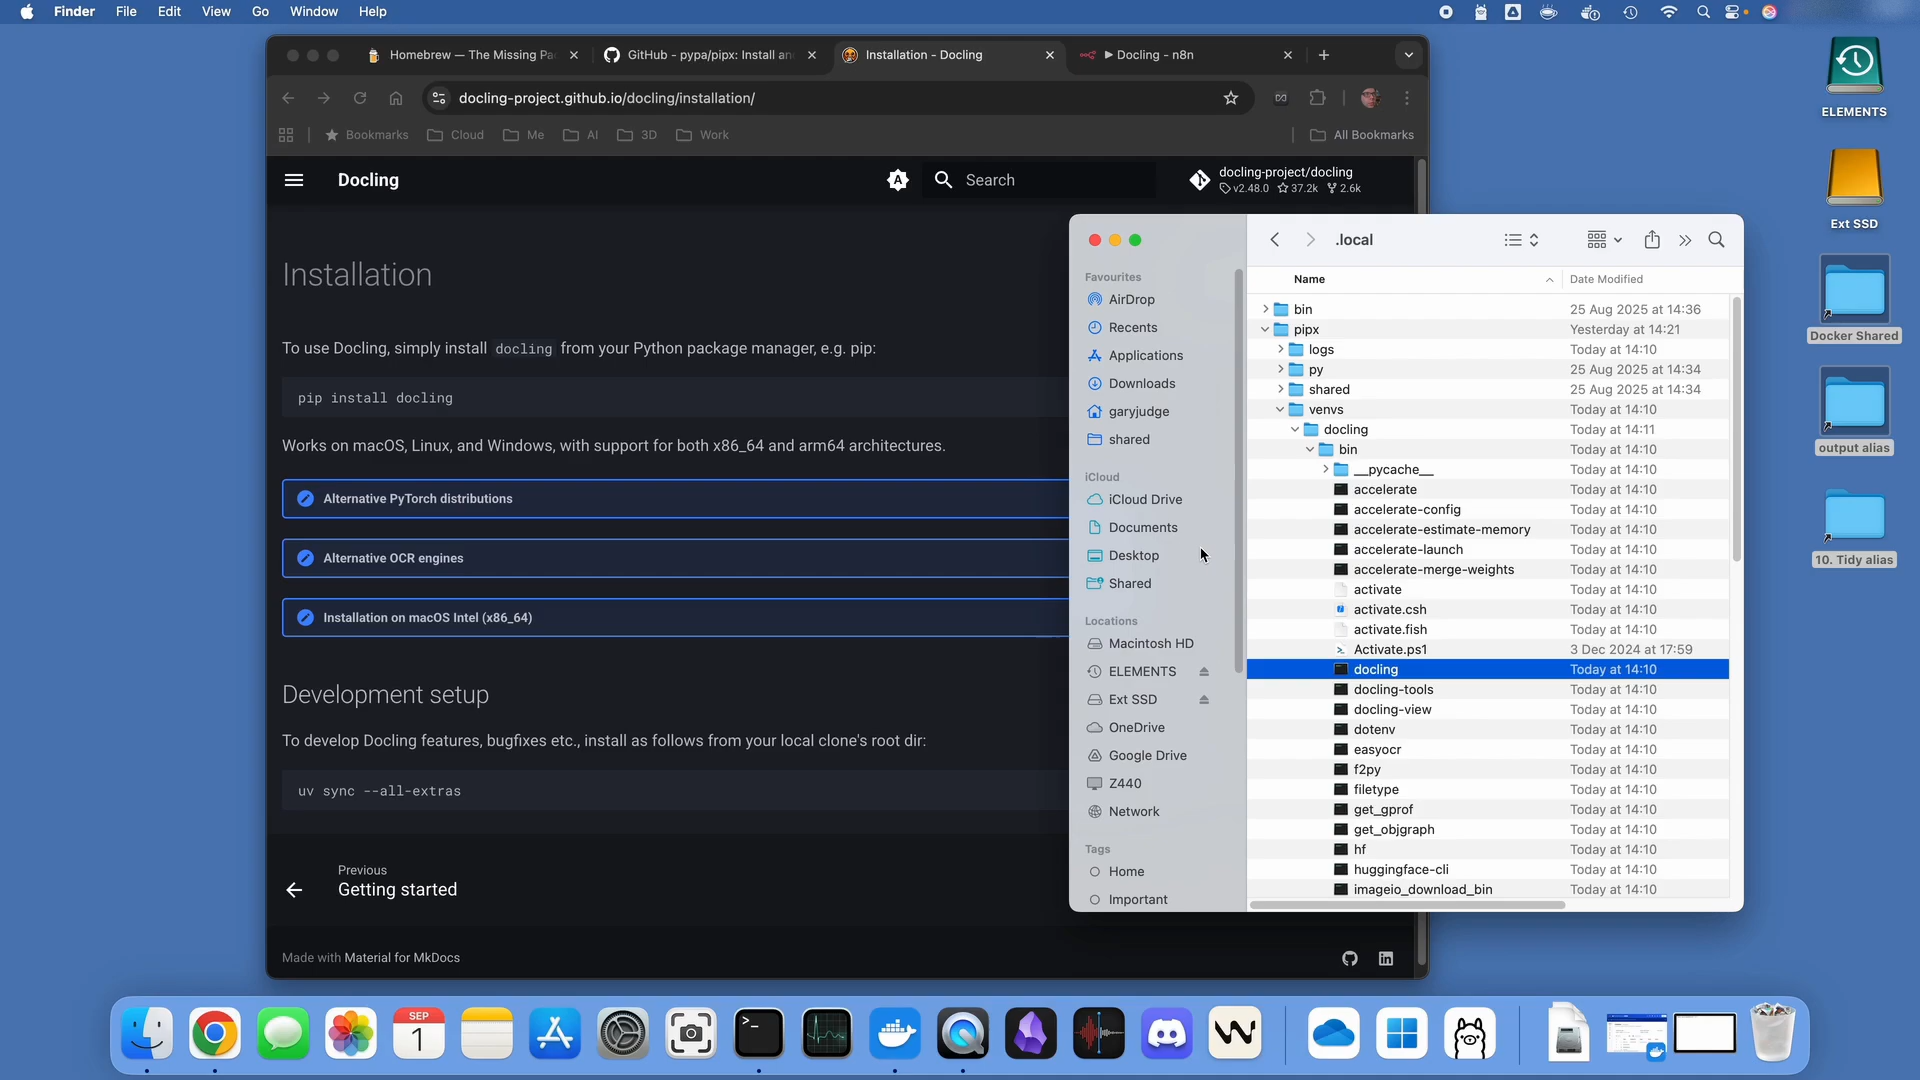 Finder File Edit View Go Window Help
Homebrew — The Missing Pa
GitHub - pypa/pipx: Install an
Installation - Docling
Docling - n8n
docling-project.github.io/docling/installation/
Bookmarks
Cloud
Me
AI
3D
Work
All Bookmarks
Docling
Search
docling-project/docling
v2.48.0 37.2k 2.6k
Installation
To use Docling, simply install docling from your Python package manager, e.g. pip:
pip install docling
Works on macOS, Linux, and Windows, with support for both x86_64 and arm64 architectures.
Alternative PyTorch distributions
Alternative OCR engines
Installation on macOS Intel (x86_64)
Development setup
To develop Docling features, bugfixes etc., install as follows from your local clone's root dir:
uv sync --all-extras
Previous
Getting started
Made with Material for MkDocs
Favourites
AirDrop
Recents
Applications
Downloads
garyjudge
shared
iCloud
iCloud Drive
Documents
Desktop
Shared
Locations
Macintosh HD
ELEMENTS
Ext SSD
OneDrive
Google Drive
Z440
Network
Tags
Home
Important
.local
Name Date Modified
bin 25 Aug 2025 at 14:36
pipx Yesterday at 14:21
logs Today at 14:10
py 25 Aug 2025 at 14:34
shared 25 Aug 2025 at 14:34
venvs Today at 14:10
docling Today at 14:11
bin Today at 14:10
__pycache__ Today at 14:10
accelerate Today at 14:10
accelerate-config Today at 14:10
accelerate-estimate-memory Today at 14:10
accelerate-launch Today at 14:10
accelerate-merge-weights Today at 14:10
activate Today at 14:10
activate.csh Today at 14:10
activate.fish Today at 14:10
Activate.ps1 3 Dec 2024 at 17:59
docling Today at 14:10
docling-tools Today at 14:10
docling-view Today at 14:10
dotenv Today at 14:10
easyocr Today at 14:10
f2py Today at 14:10
filetype Today at 14:10
get_gprof Today at 14:10
get_objgraph Today at 14:10
hf Today at 14:10
huggingface-cli Today at 14:10
imageio_download_bin Today at 14:10
ELEMENTS
Ext SSD
Docker Shared
output alias
10. Tidy alias
SEP
1